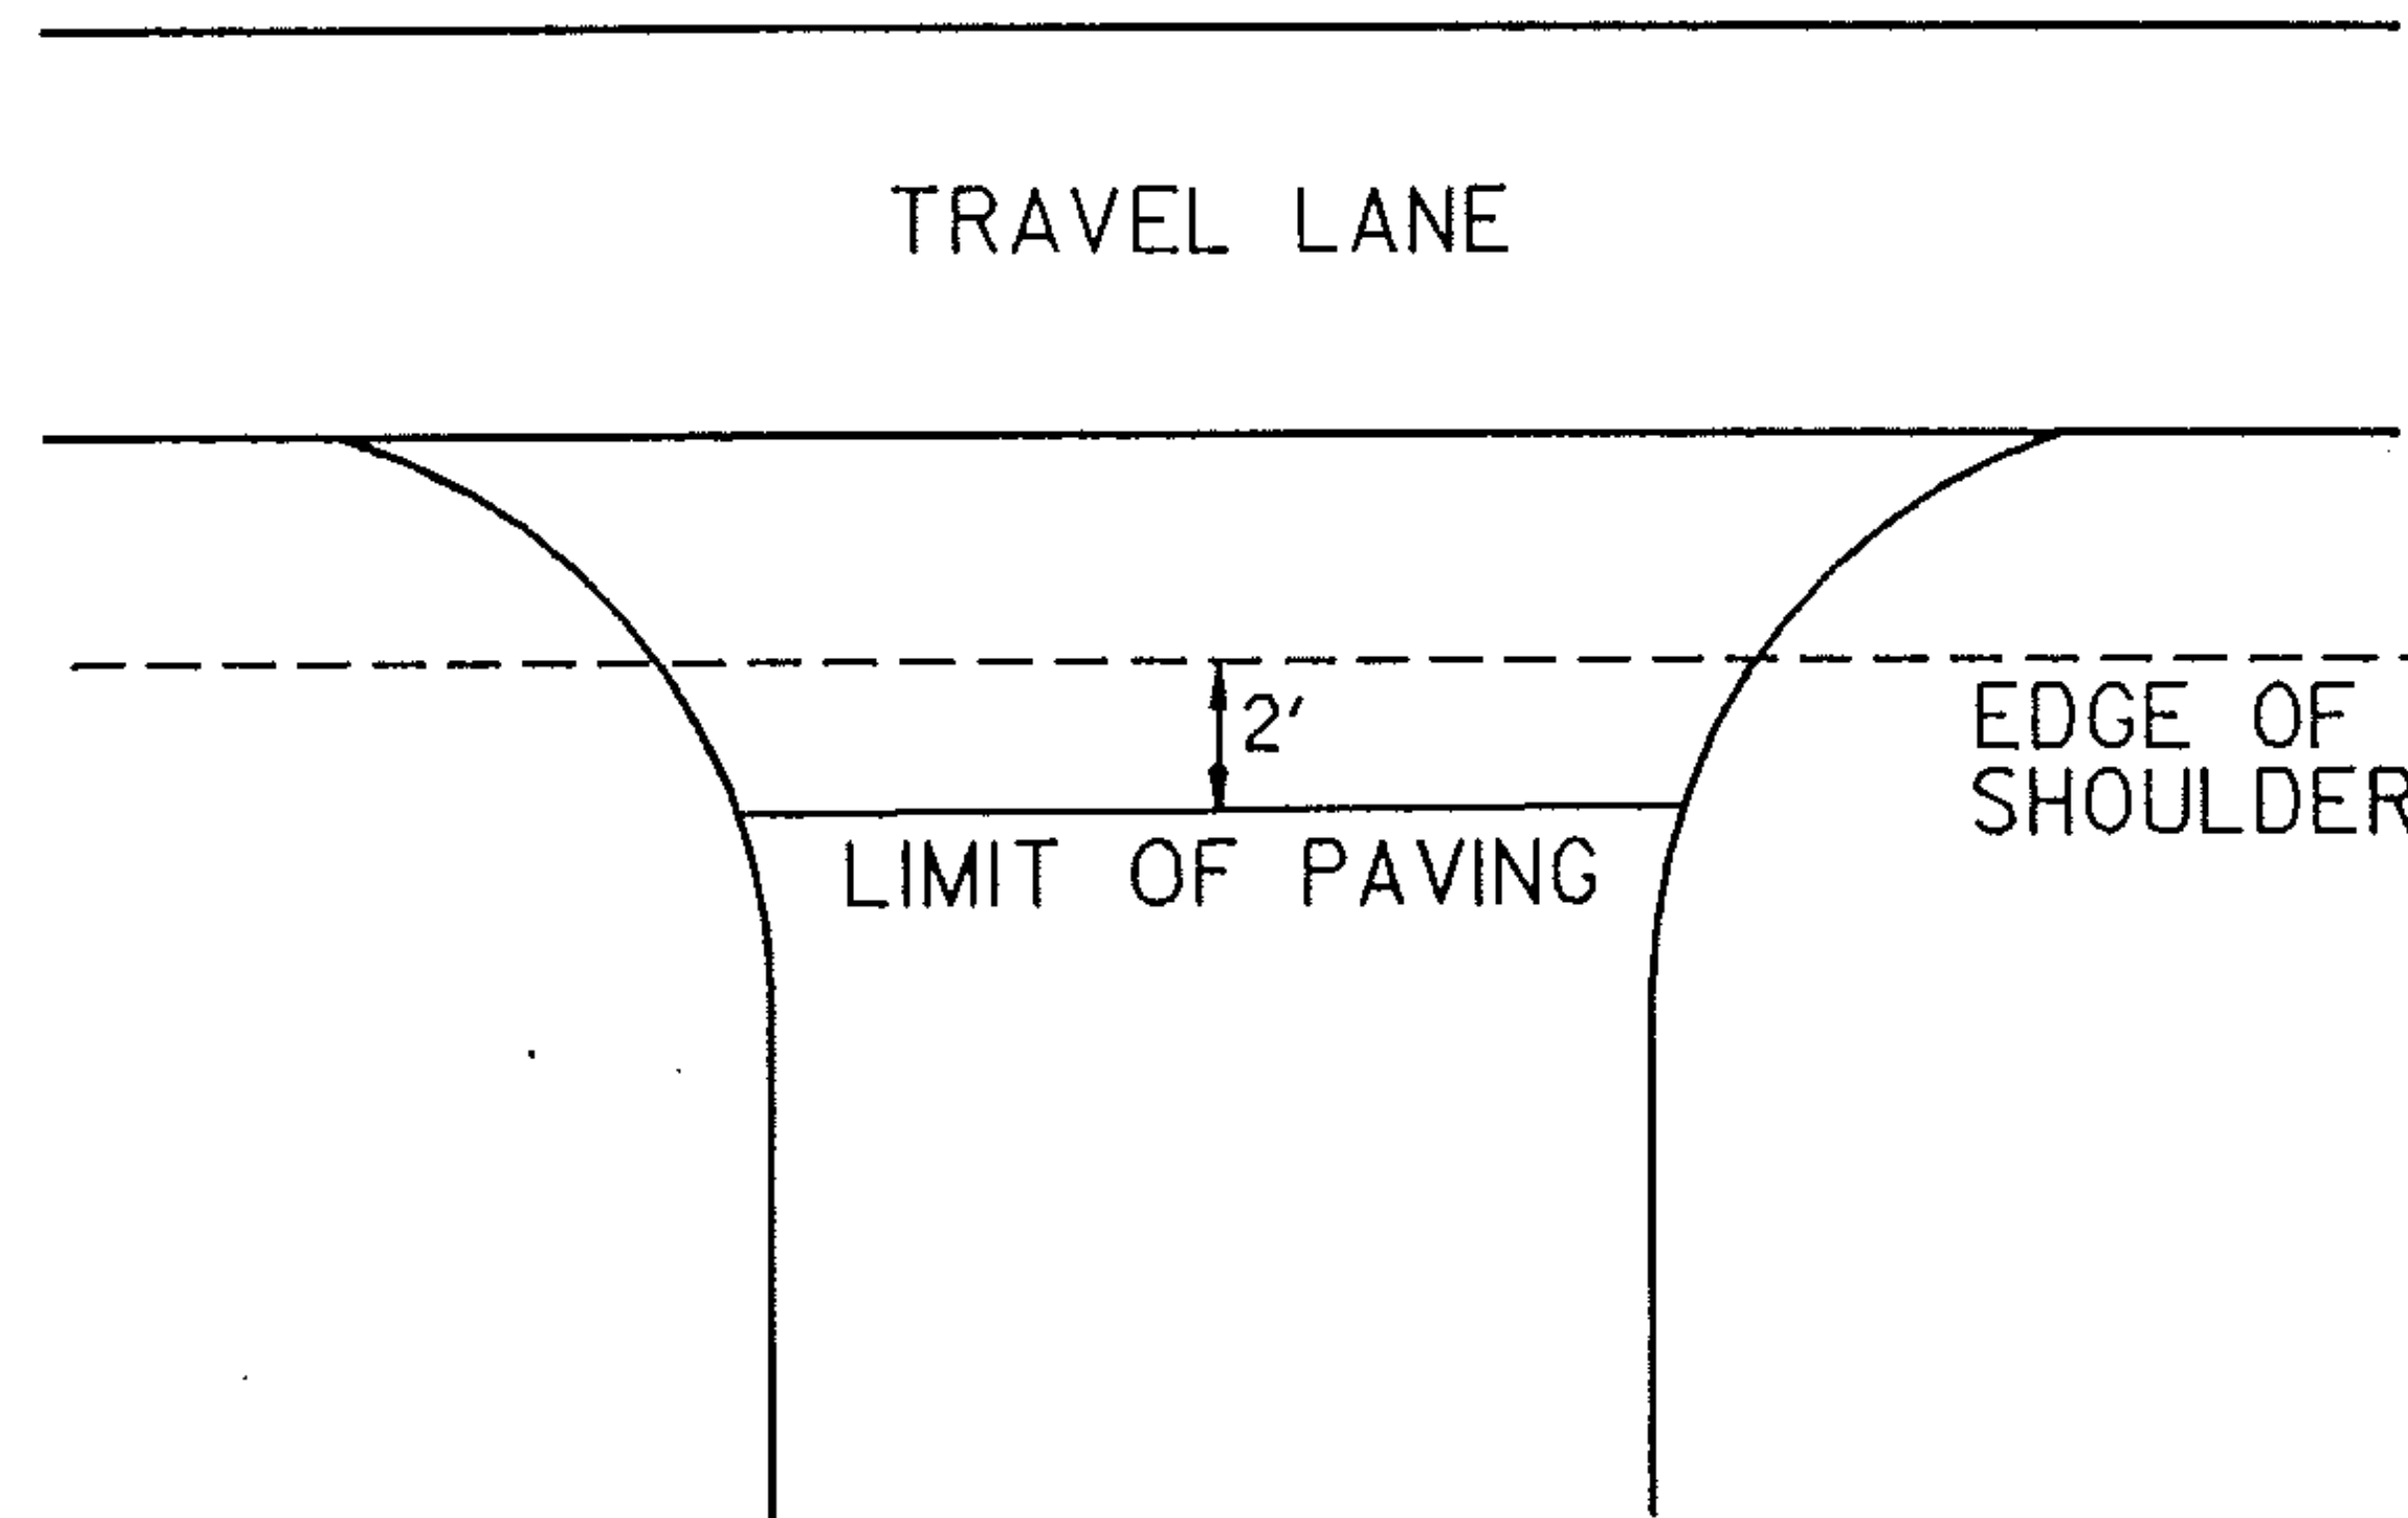 TRAVEL LANE
2'
EDGE OF
SHOULDER
LIMIT OF PAVING